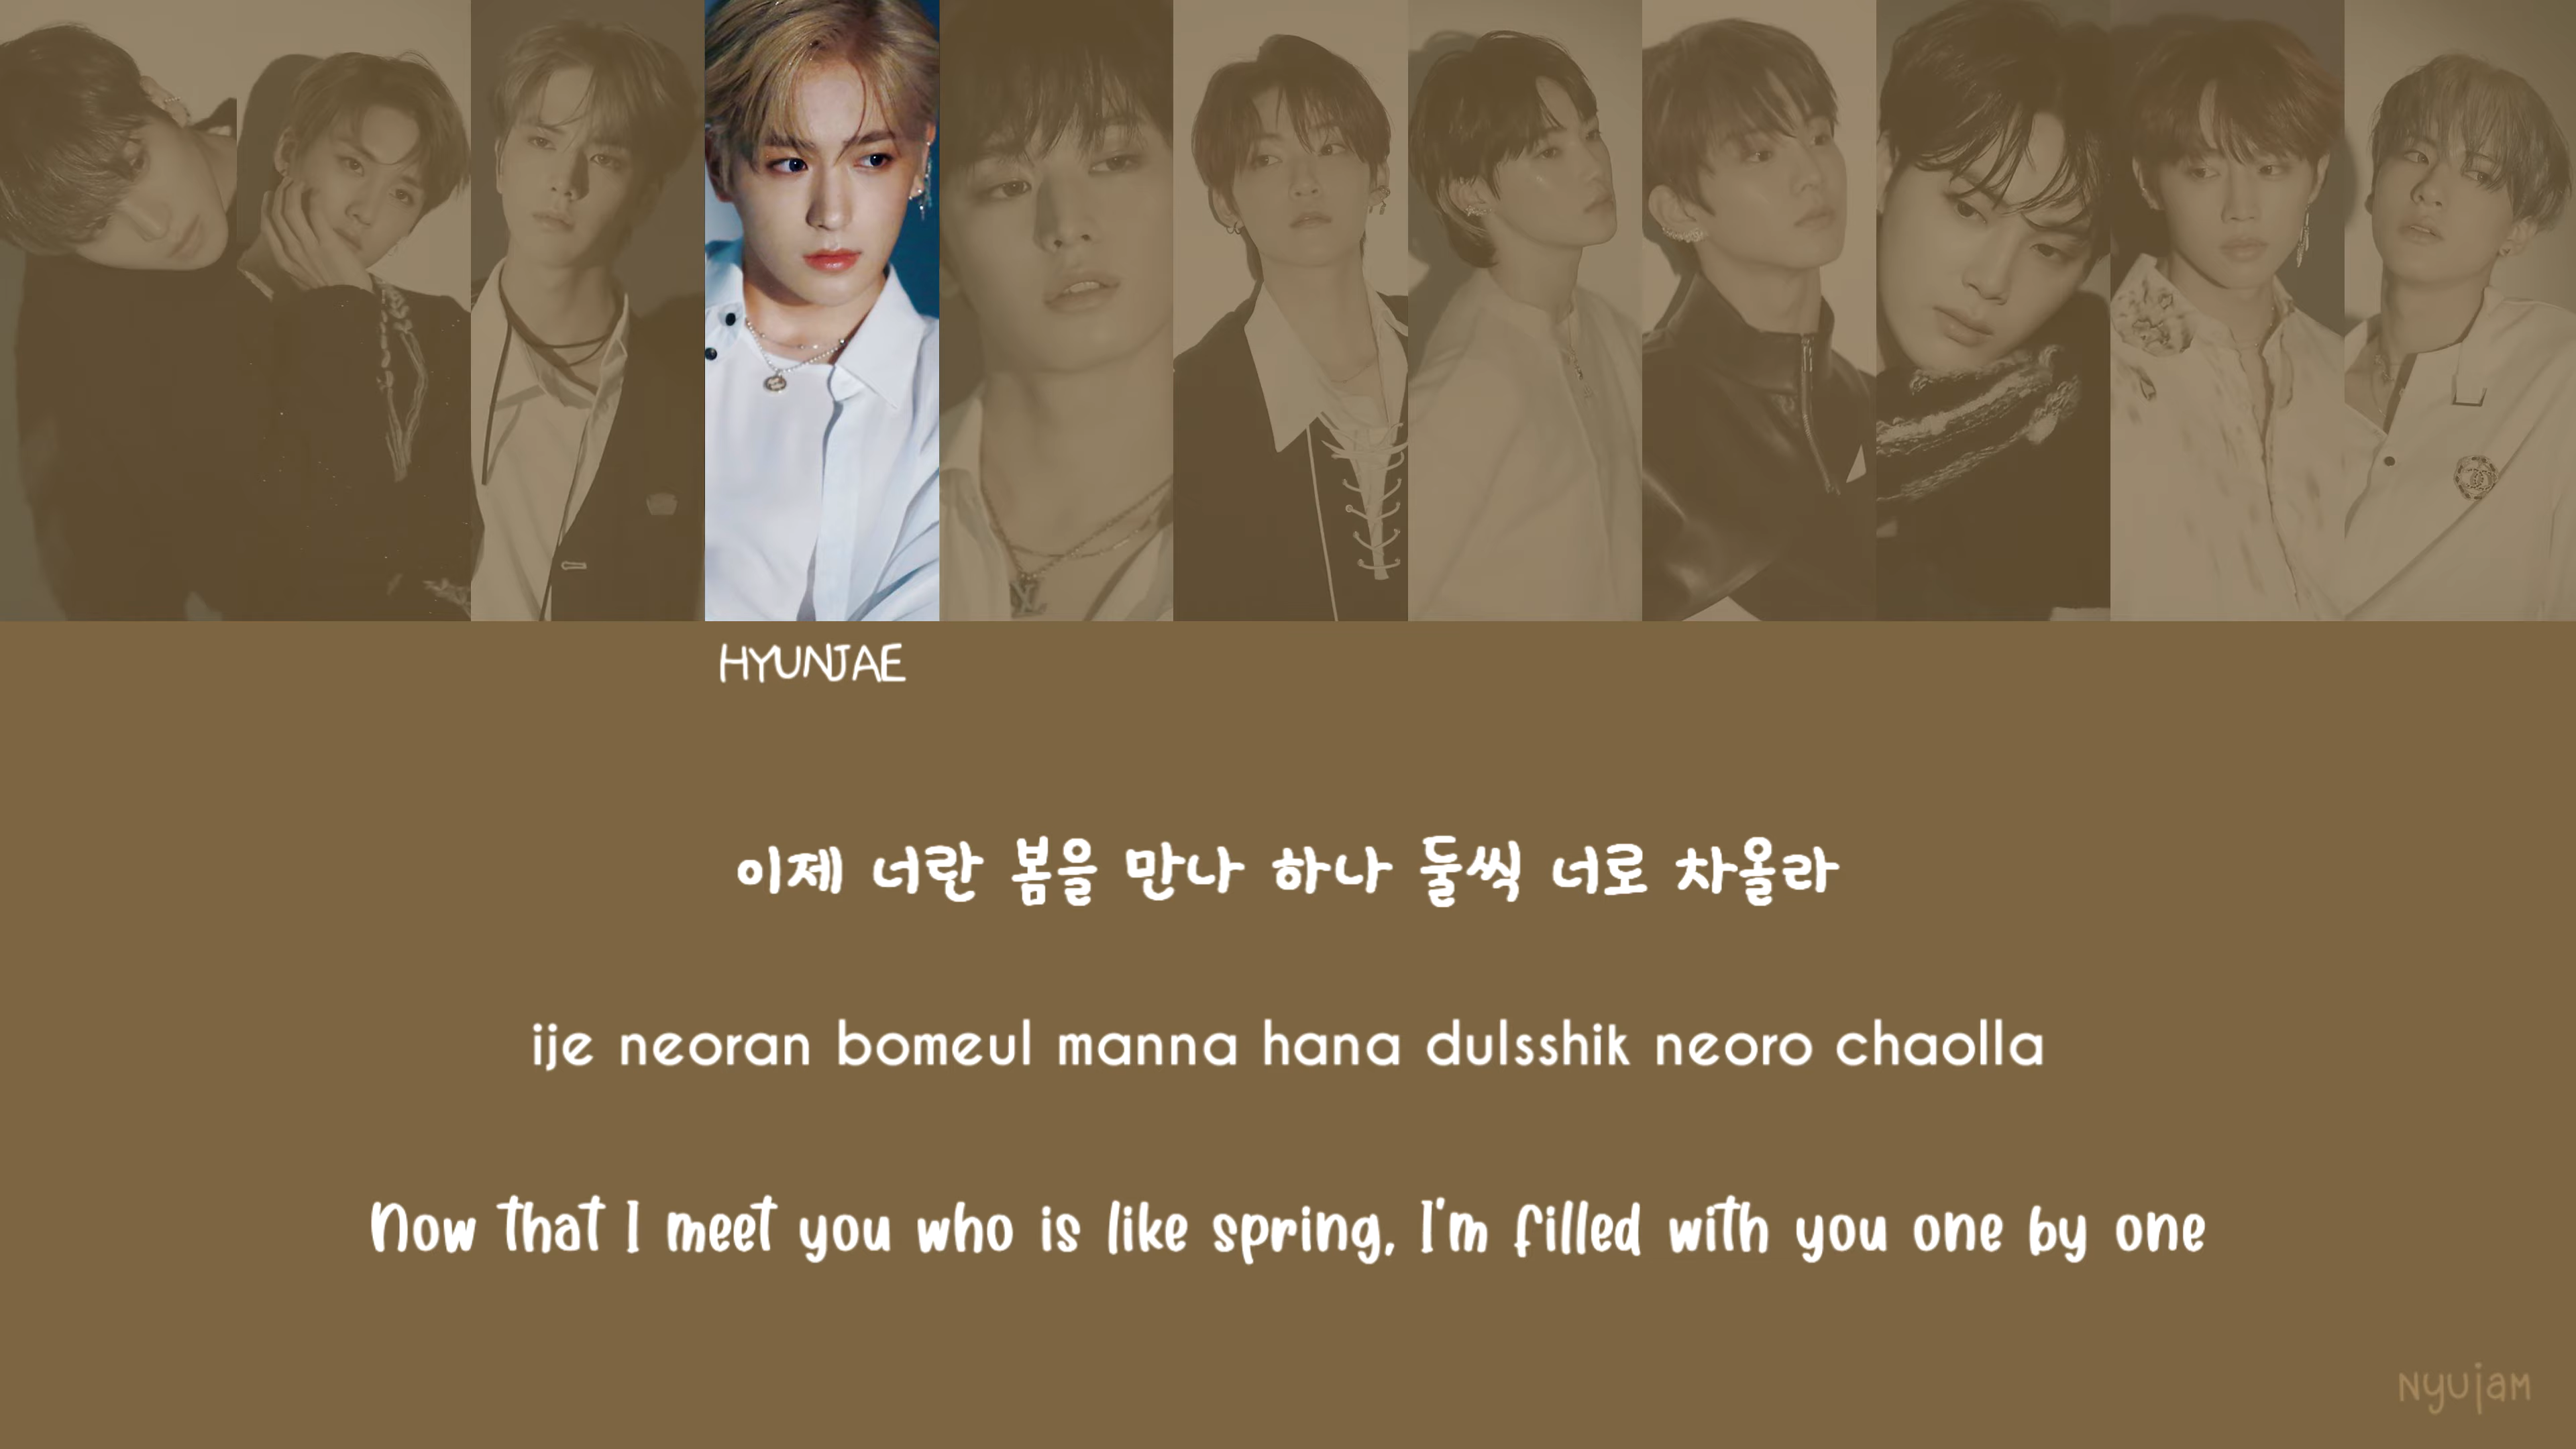 HYUNJAE
이제 너란 봄을 만나 하나 둘씩 너로 차올라
ije neoran bomeul manna hana dulsshik neoro chaolla
Now that I meet you who is like spring, I'm filled with you one by one
Nyujam